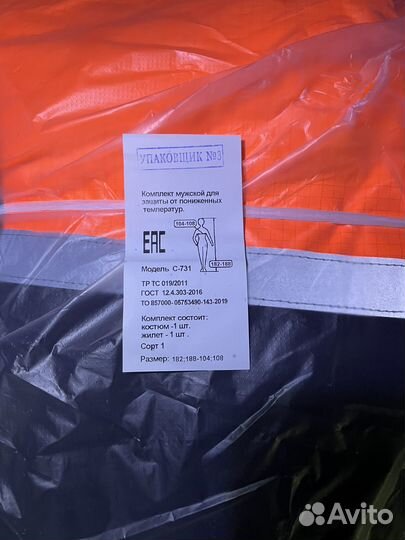 УПАКОВЩИК №3
Комплект мужской для
защиты от пониженных
температур.
104-108
ЕАС
182-188
Модель С-731
ТР ТС 019/2011
ГОСТ 12.4.303-2016
ТО 857000- 05753490-143-2019
Комплект состоит:
костюм -1 шт.
жилет - 1 шт .
Сорт 1
Размер: 182;188-104;108
Avito